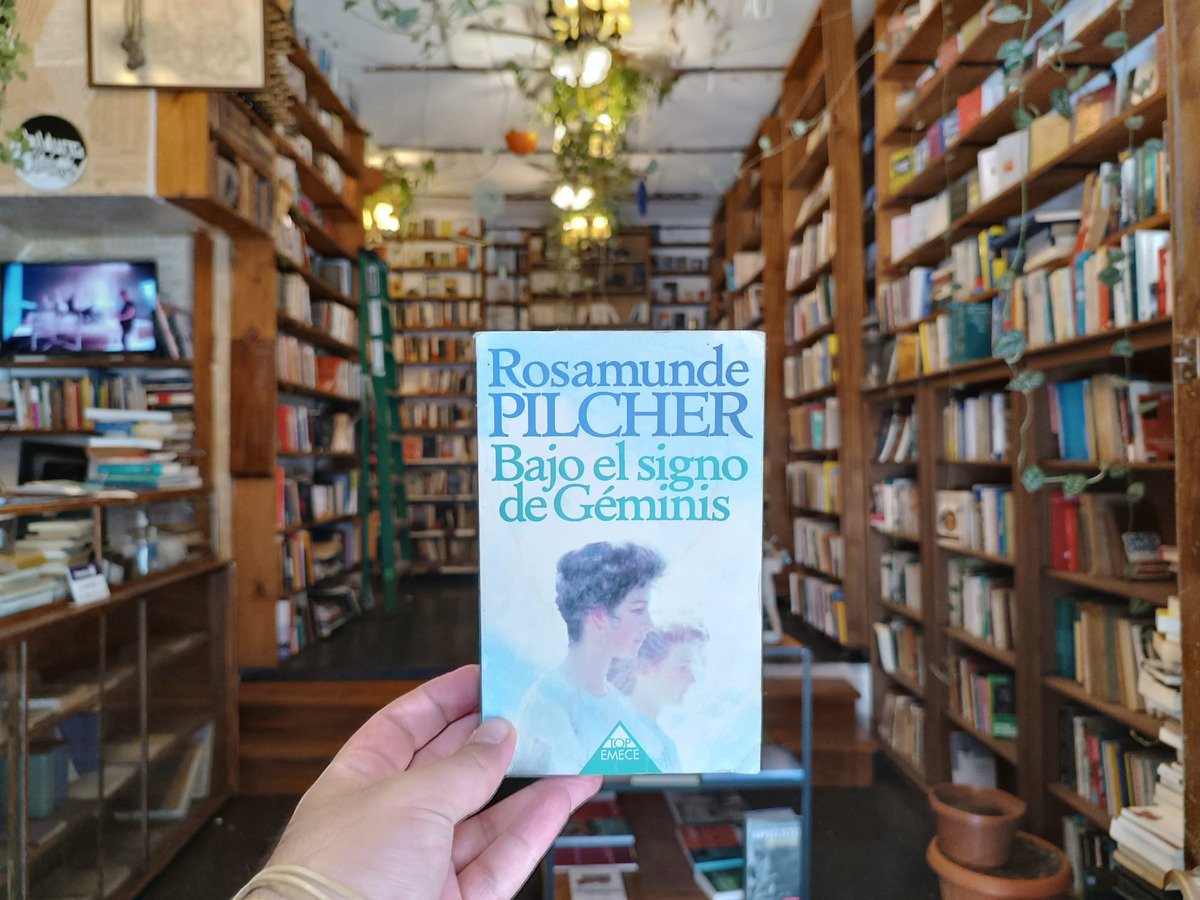 Rosamunde
PILCHER
Bajo el signo
de Géminis
TOP
EMECE